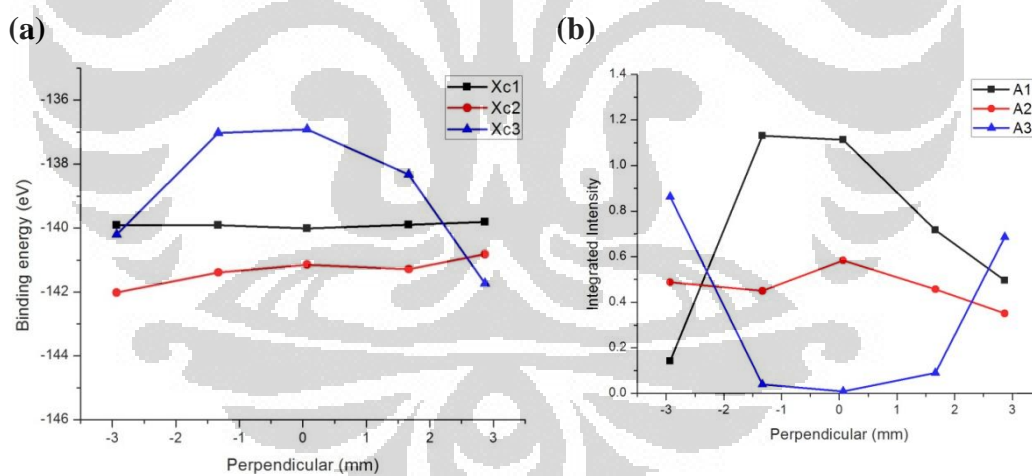 (a)
(b)
Xc1
Xc2
Xc3
-136
-138
-140
-142
-144
-146
Binding energy (eV)
-3
-2
-1
0
1
2
3
Perpendicular (mm)
A1
A2
A3
1.4
1.2
1.0
0.8
0.6
0.4
0.2
0.0
Integrated Intensity
-3
-2
-1
0
1
2
3
Perpendicular (mm)